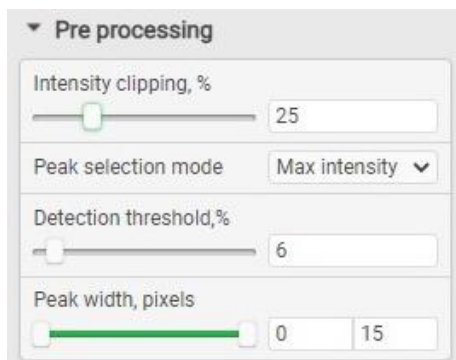 Pre processing
Intensity clipping, %
25
Peak selection mode Max intensity
Detection threshold,%
6
Peak width, pixels
0 15